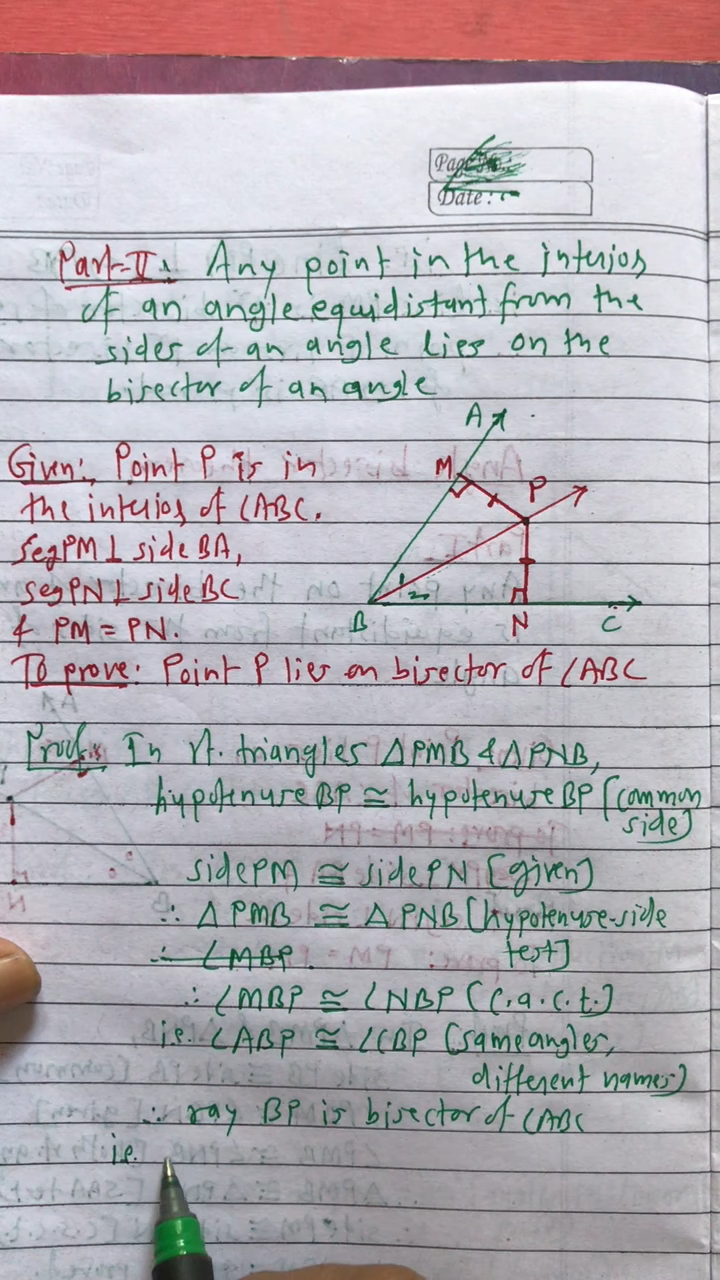 Page No.:
Date:
Part-II: Any point in the interior
of an angle equidistant from the
sides of an angle lies on the
bisector of an angle
A
Given: Point P is in
M
P
the interior of ∠ABC.
seg PM ⊥ side BA,
seg PN ⊥ side BC
B
N
C
& PM = PN.
To prove: Point P lies on bisector of ∠ABC
Proof: In rt. triangles ΔPMB & ΔPNB,
hypotenuse BP ≅ hypotenuse BP [common
side]
side PM ≅ side PN [given]
∴ ΔPMB ≅ ΔPNB [hypotenuse-side
test]
∴ ∠MBP
∴ ∠MBP ≅ ∠NBP (c.a.c.t.)
i.e. ∠ABP ≅ ∠CBP (same angles,
different names)
∴ ray BP is bisector of ∠ABC
i.e.